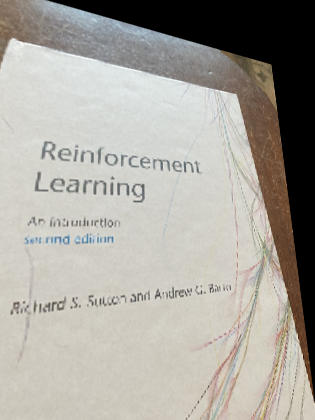 Reinforcement
Learning
An Introduction
second edition
Richard S. Sutton and Andrew G. Barto